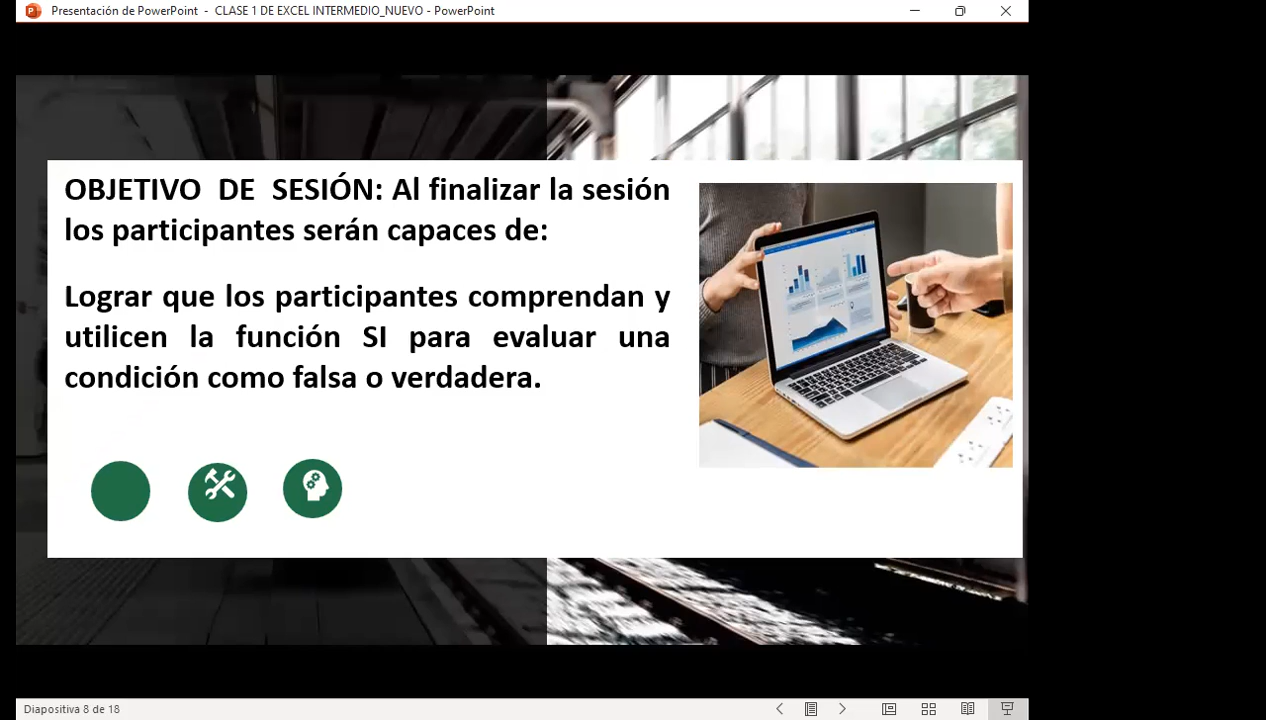 Presentación de PowerPoint - CLASE 1 DE EXCEL INTERMEDIO_NUEVO - PowerPoint
OBJETIVO DE SESIÓN: Al finalizar la sesión
los participantes serán capaces de:
Lograr que los participantes comprendan y
utilicen la función SI para evaluar una
condición como falsa o verdadera.
Diapositiva 8 de 18